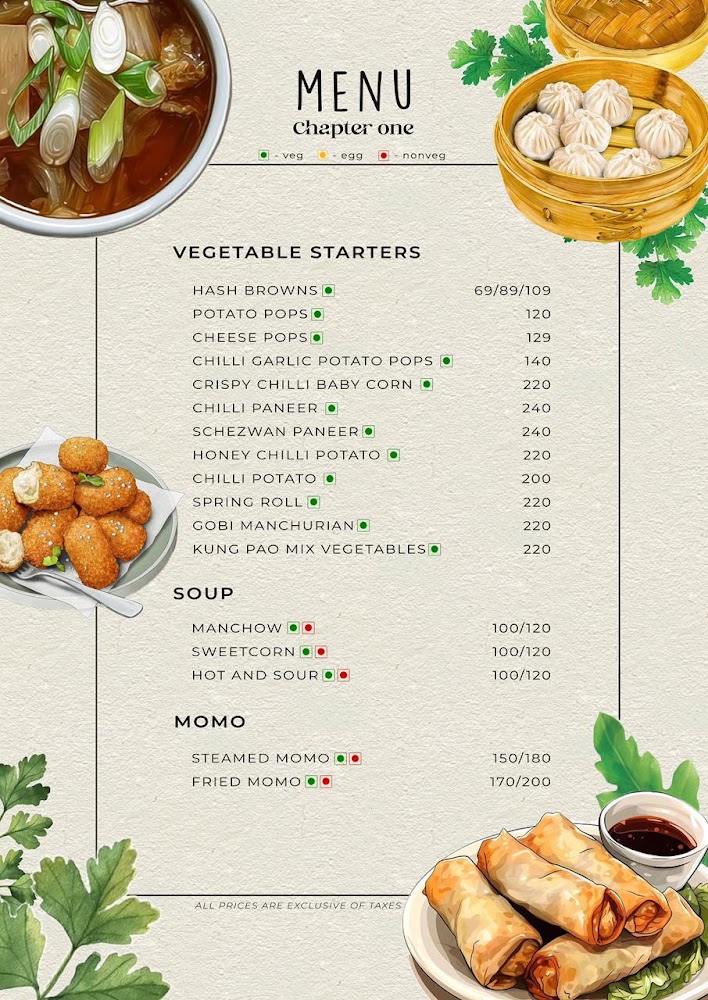 MENU
Chapter one
- veg - egg - nonveg
VEGETABLE STARTERS
HASH BROWNS 69/89/109
POTATO POPS 120
CHEESE POPS 129
CHILLI GARLIC POTATO POPS 140
CRISPY CHILLI BABY CORN 220
CHILLI PANEER 240
SCHEZWAN PANEER 240
HONEY CHILLI POTATO 220
CHILLI POTATO 200
SPRING ROLL 220
GOBI MANCHURIAN 220
KUNG PAO MIX VEGETABLES 220
SOUP
MANCHOW 100/120
SWEETCORN 100/120
HOT AND SOUR 100/120
MOMO
STEAMED MOMO 150/180
FRIED MOMO 170/200
ALL PRICES ARE EXCLUSIVE OF TAXES